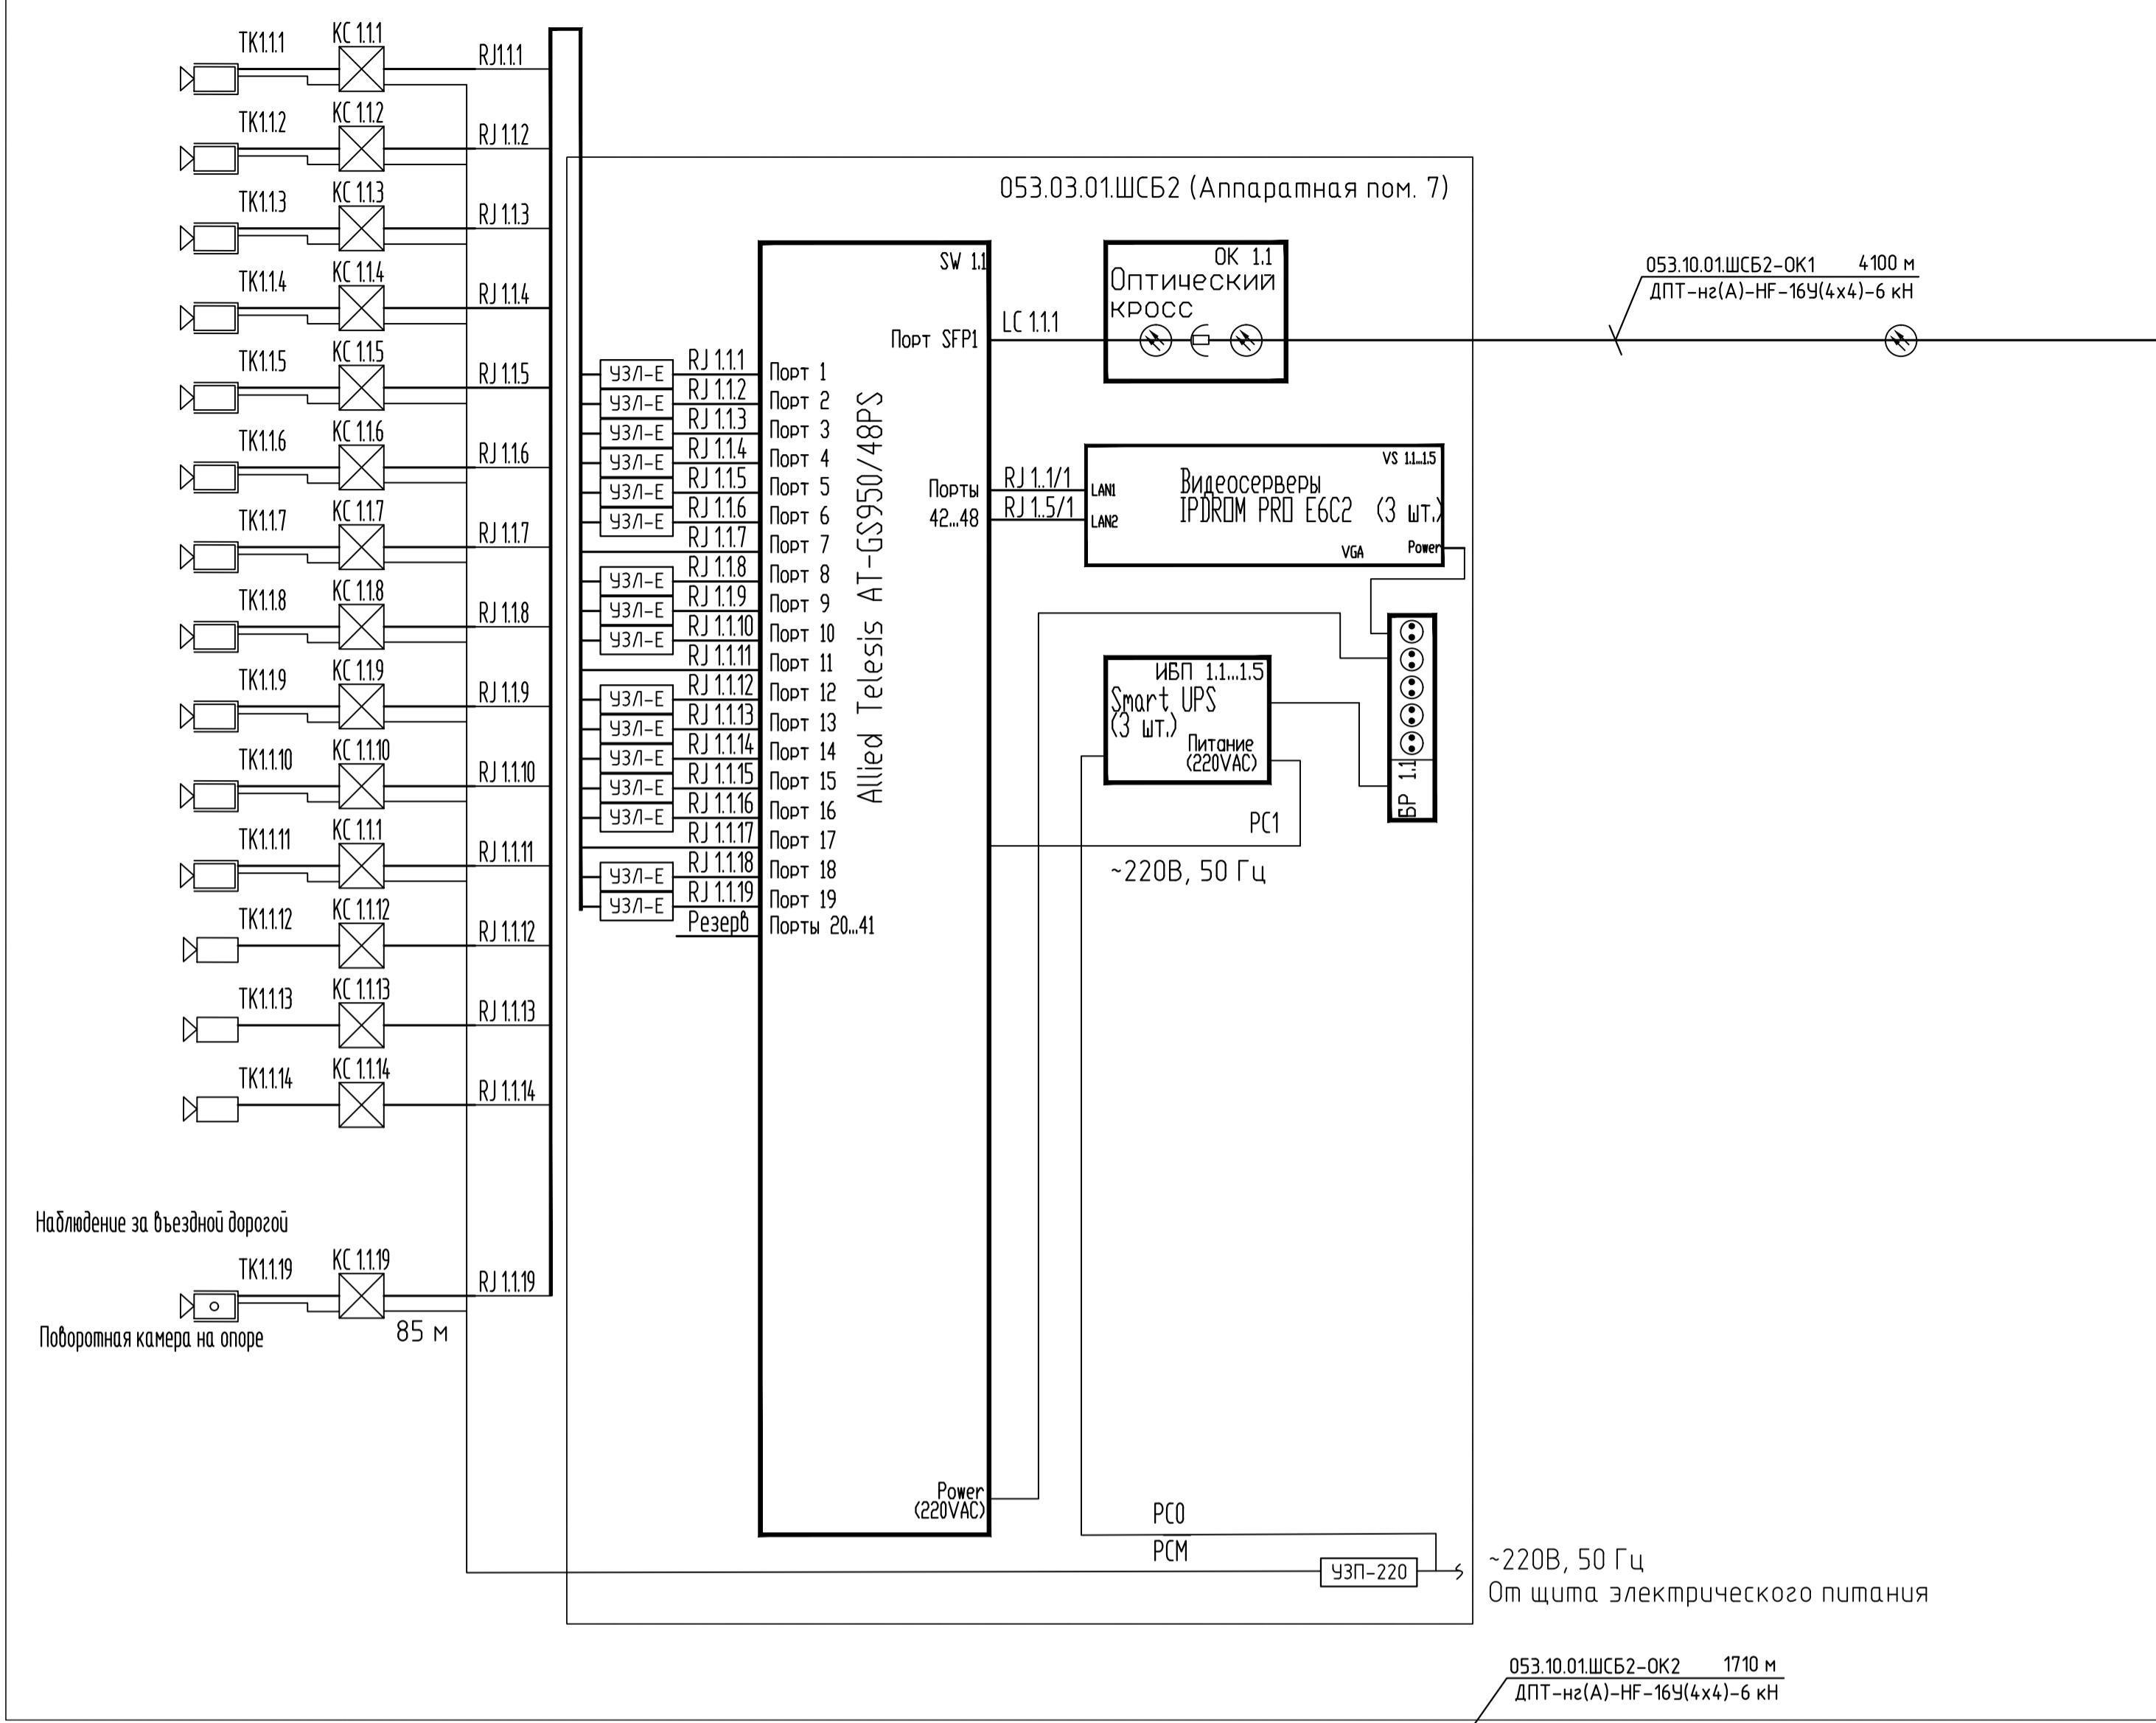 ТК1.1.1 КС 1.1.1 RJ1.1.1
ТК1.1.2 КС 1.1.2 RJ 1.1.2
ТК1.1.3 КС 1.1.3 RJ 1.1.3
ТК1.1.4 КС 1.1.4 RJ 1.1.4
ТК1.1.5 КС 1.1.5 RJ 1.1.5
ТК1.1.6 КС 1.1.6 RJ 1.1.6
ТК1.1.7 КС 1.1.7 RJ 1.1.7
ТК1.1.8 КС 1.1.8 RJ 1.1.8
ТК1.1.9 КС 1.1.9 RJ 1.1.9
ТК1.1.10 КС 1.1.10 RJ 1.1.10
ТК1.1.11 КС 1.1.1 RJ 1.1.11
ТК1.1.12 КС 1.1.12 RJ 1.1.12
ТК1.1.13 КС 1.1.13 RJ 1.1.13
ТК1.1.14 КС 1.1.14 RJ 1.1.14
Наблюдение за въездной дорогой
ТК1.1.19 КС 1.1.19 RJ 1.1.19
Поворотная камера на опоре
85 м
053.03.01.ШСБ2 (Аппаратная пом. 7)
SW 1.1
Порт SFP1
LC 1.1.1
УЗЛ-Е RJ 1.1.1 Порт 1
УЗЛ-Е RJ 1.1.2 Порт 2
УЗЛ-Е RJ 1.1.3 Порт 3
УЗЛ-Е RJ 1.1.4 Порт 4
УЗЛ-Е RJ 1.1.5 Порт 5
УЗЛ-Е RJ 1.1.6 Порт 6
RJ 1.1.7 Порт 7
УЗЛ-Е RJ 1.1.8 Порт 8
УЗЛ-Е RJ 1.1.9 Порт 9
УЗЛ-Е RJ 1.1.10 Порт 10
RJ 1.1.11 Порт 11
УЗЛ-Е RJ 1.1.12 Порт 12
УЗЛ-Е RJ 1.1.13 Порт 13
УЗЛ-Е RJ 1.1.14 Порт 14
УЗЛ-Е RJ 1.1.15 Порт 15
УЗЛ-Е RJ 1.1.16 Порт 16
RJ 1.1.17 Порт 17
УЗЛ-Е RJ 1.1.18 Порт 18
УЗЛ-Е RJ 1.1.19 Порт 19
Резерв Порты 20...41
Allied Telesis AT-GS950/48PS
Порты
42...48
RJ 1..1/1
RJ 1..5/1
Power
(220VAC)
ОК 1.1
Оптический
кросс
VS 1.1...1.5
LAN1
LAN2
Видеосерверы
IPDROM PRO E6C2 (3 шт.)
VGA
Power
ИБП 1.1...1.5
Smart UPS
(3 шт.)
Питание
(220VAC)
БР 1.1
РС1
~220В, 50 Гц
РС0
РСМ
УЗП-220
~220В, 50 Гц
От щита электрического питания
053.10.01.ШСБ2-ОК1 4100 м
ДПТ-нг(А)-HF-16У(4х4)-6 кН
053.10.01.ШСБ2-ОК2 1710 м
ДПТ-нг(А)-HF-16У(4х4)-6 кН